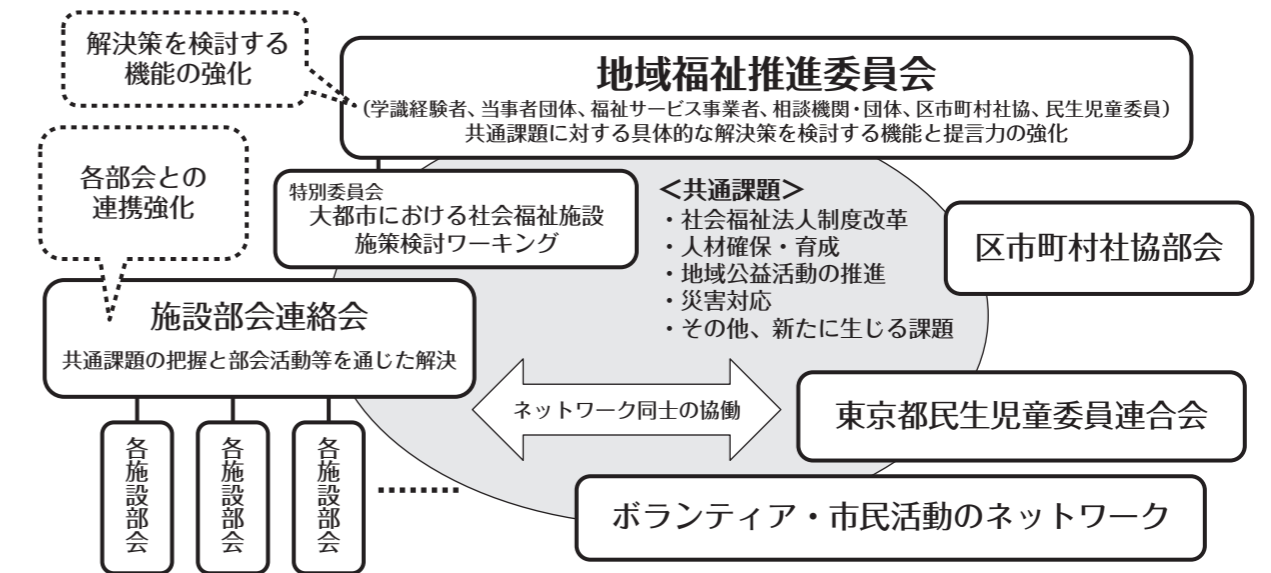 解決策を検討する
機能の強化
地域福祉推進委員会
(学識経験者、当事者団体、福祉サービス事業者、相談機関・団体、区市町村社協、民生児童委員)
共通課題に対する具体的な解決策を検討する機能と提言力の強化
各部会との
連携強化
特別委員会
大都市における社会福祉施設
施策検討ワーキング
＜共通課題＞
・社会福祉法人制度改革
・人材確保・育成
・地域公益活動の推進
・災害対応
・その他、新たに生じる課題
区市町村社協部会
施設部会連絡会
共通課題の把握と部会活動等を通じた解決
ネットワーク同士の協働
東京都民生児童委員連合会
各施設部会
各施設部会
各施設部会
ボランティア・市民活動のネットワーク